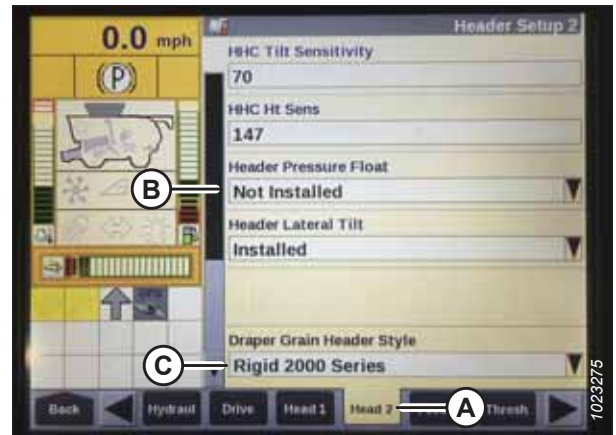 0.0 mph
Header Setup 2
P
HHC Tilt Sensitivity
70
HHC Ht Sens
147
Header Pressure Float
B
Not Installed
Header Lateral Tilt
Installed
Draper Grain Header Style
C
Rigid 2000 Series
Back
Hydraul
Drive
Head 1
Head 2
A
Thresh
1023275